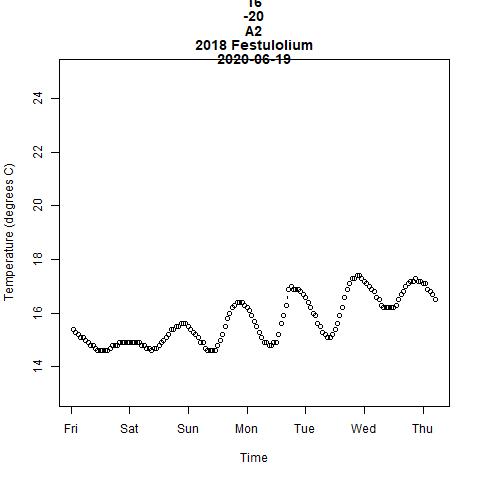 16
-20
A2
2018 Festulolium
2020-06-19
Temperature (degrees C)
24
22
20
18
16
14
Fri Sat Sun Mon Tue Wed Thu
Time